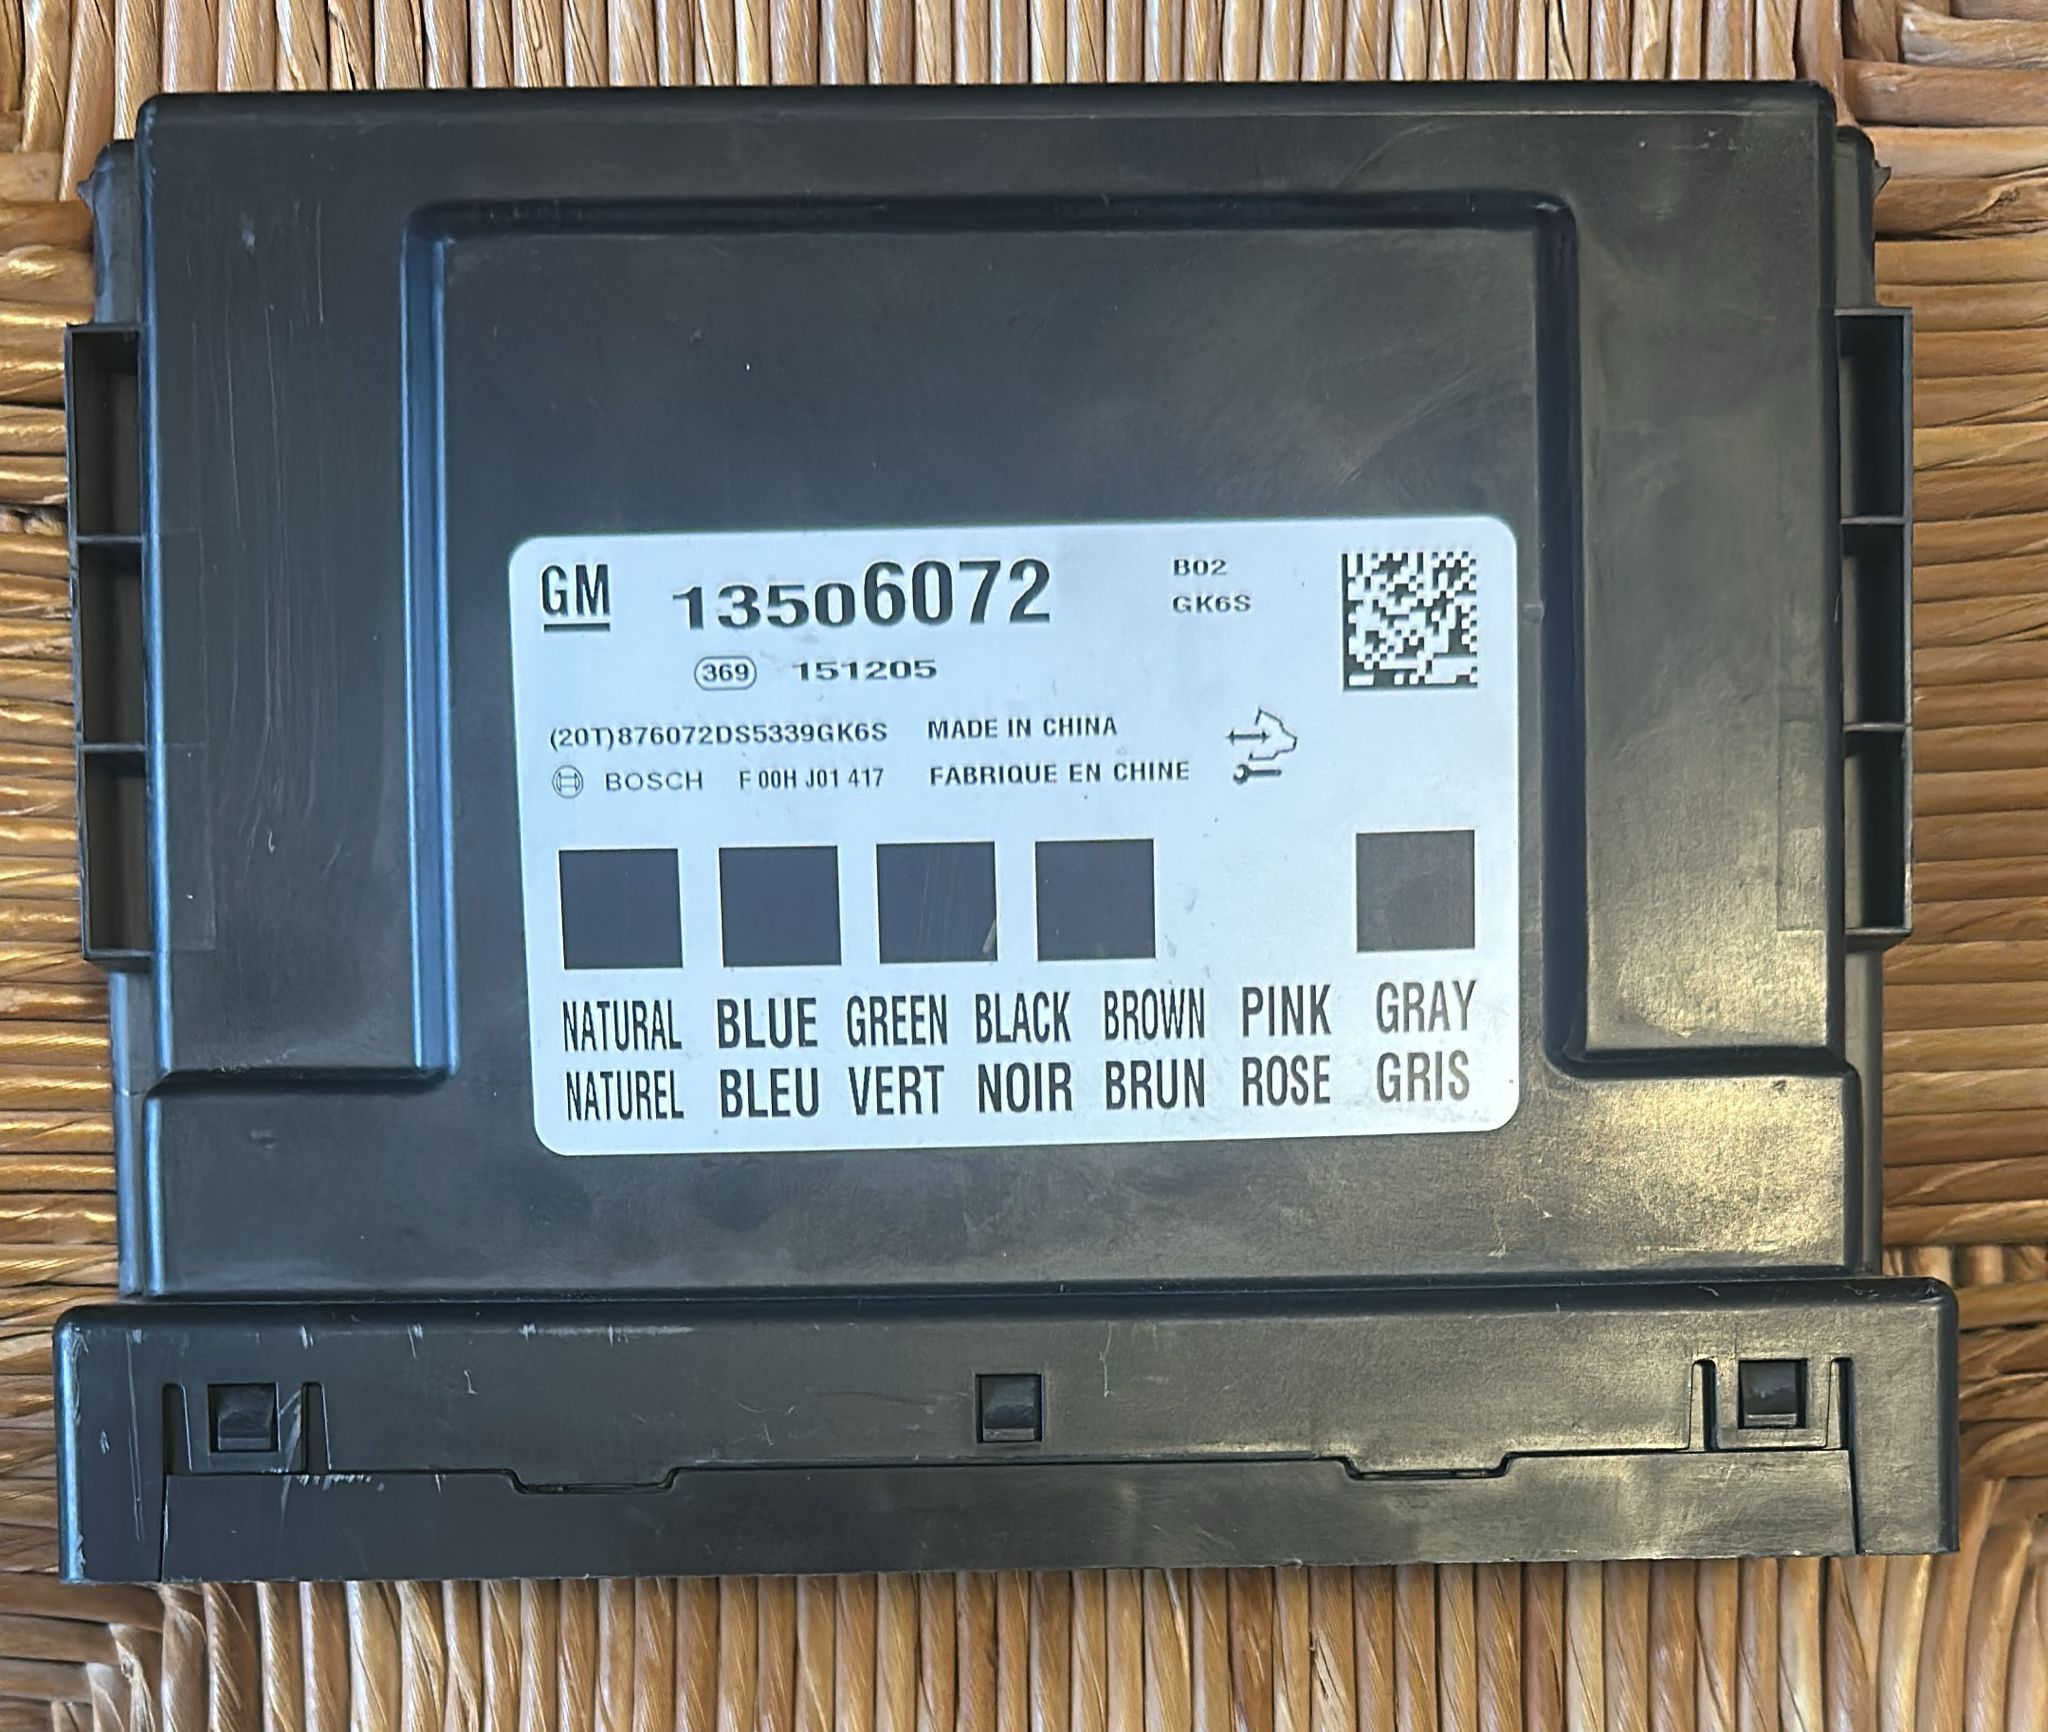 GM 13506072 B02
GK6S
369 151205
(20T)876072DS5339GK6S MADE IN CHINA
BOSCH F 00H J01 417 FABRIQUE EN CHINE
NATURAL BLUE GREEN BLACK BROWN PINK GRAY
NATUREL BLEU VERT NOIR BRUN ROSE GRIS